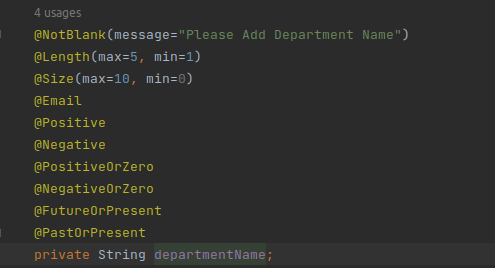 4 usages
@NotBlank(message="Please Add Department Name")
@Length(max=5, min=1)
@Size(max=10, min=0)
@Email
@Positive
@Negative
@PositiveOrZero
@NegativeOrZero
@FutureOrPresent
@PastOrPresent
private String departmentName;